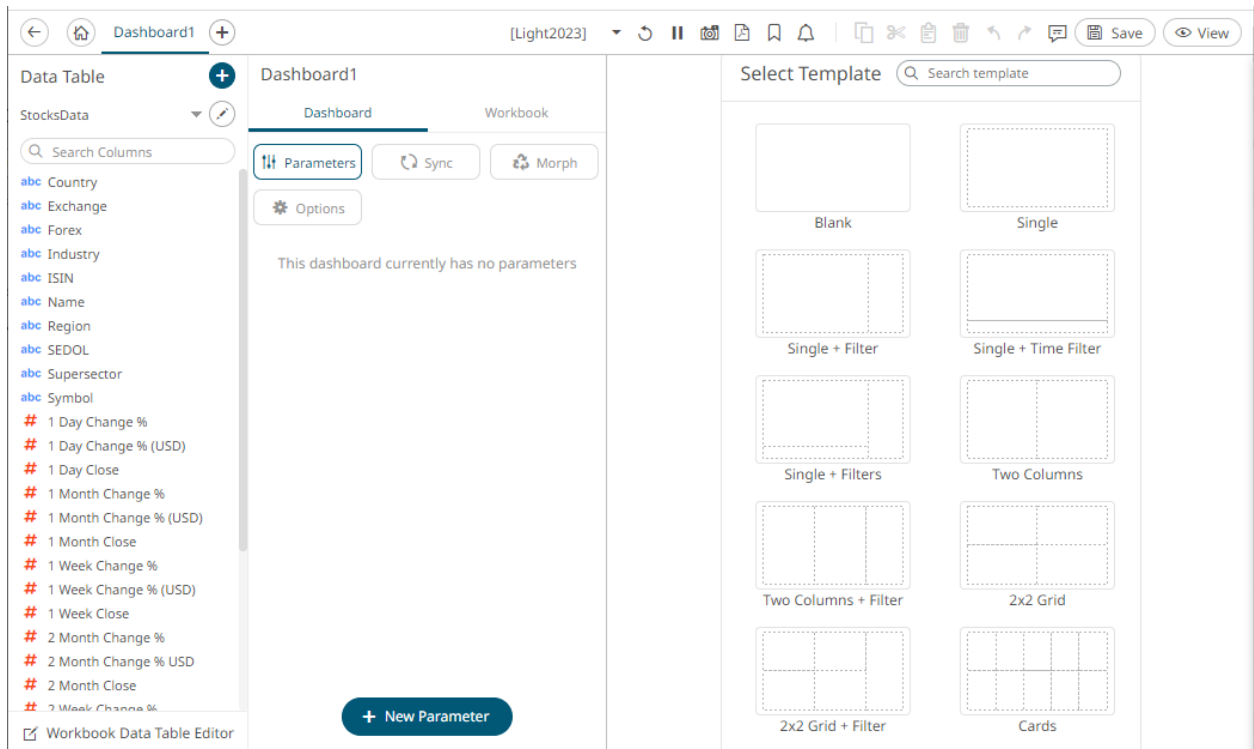 Dashboard1
[Light2023]
Save
View
Data Table
StocksData
Search Columns
abc Country
abc Exchange
abc Forex
abc Industry
abc ISIN
abc Name
abc Region
abc SEDOL
abc Supersector
abc Symbol
# 1 Day Change %
# 1 Day Change % (USD)
# 1 Day Close
# 1 Month Change %
# 1 Month Change % (USD)
# 1 Month Close
# 1 Week Change %
# 1 Week Change % (USD)
# 1 Week Close
# 2 Month Change %
# 2 Month Change % USD
# 2 Month Close
# 2 Week Change %
Workbook Data Table Editor
Dashboard1
Dashboard
Workbook
Parameters
Sync
Morph
Options
This dashboard currently has no parameters
+ New Parameter
Select Template
Search template
Blank
Single
Single + Filter
Single + Time Filter
Single + Filters
Two Columns
Two Columns + Filter
2x2 Grid
2x2 Grid + Filter
Cards